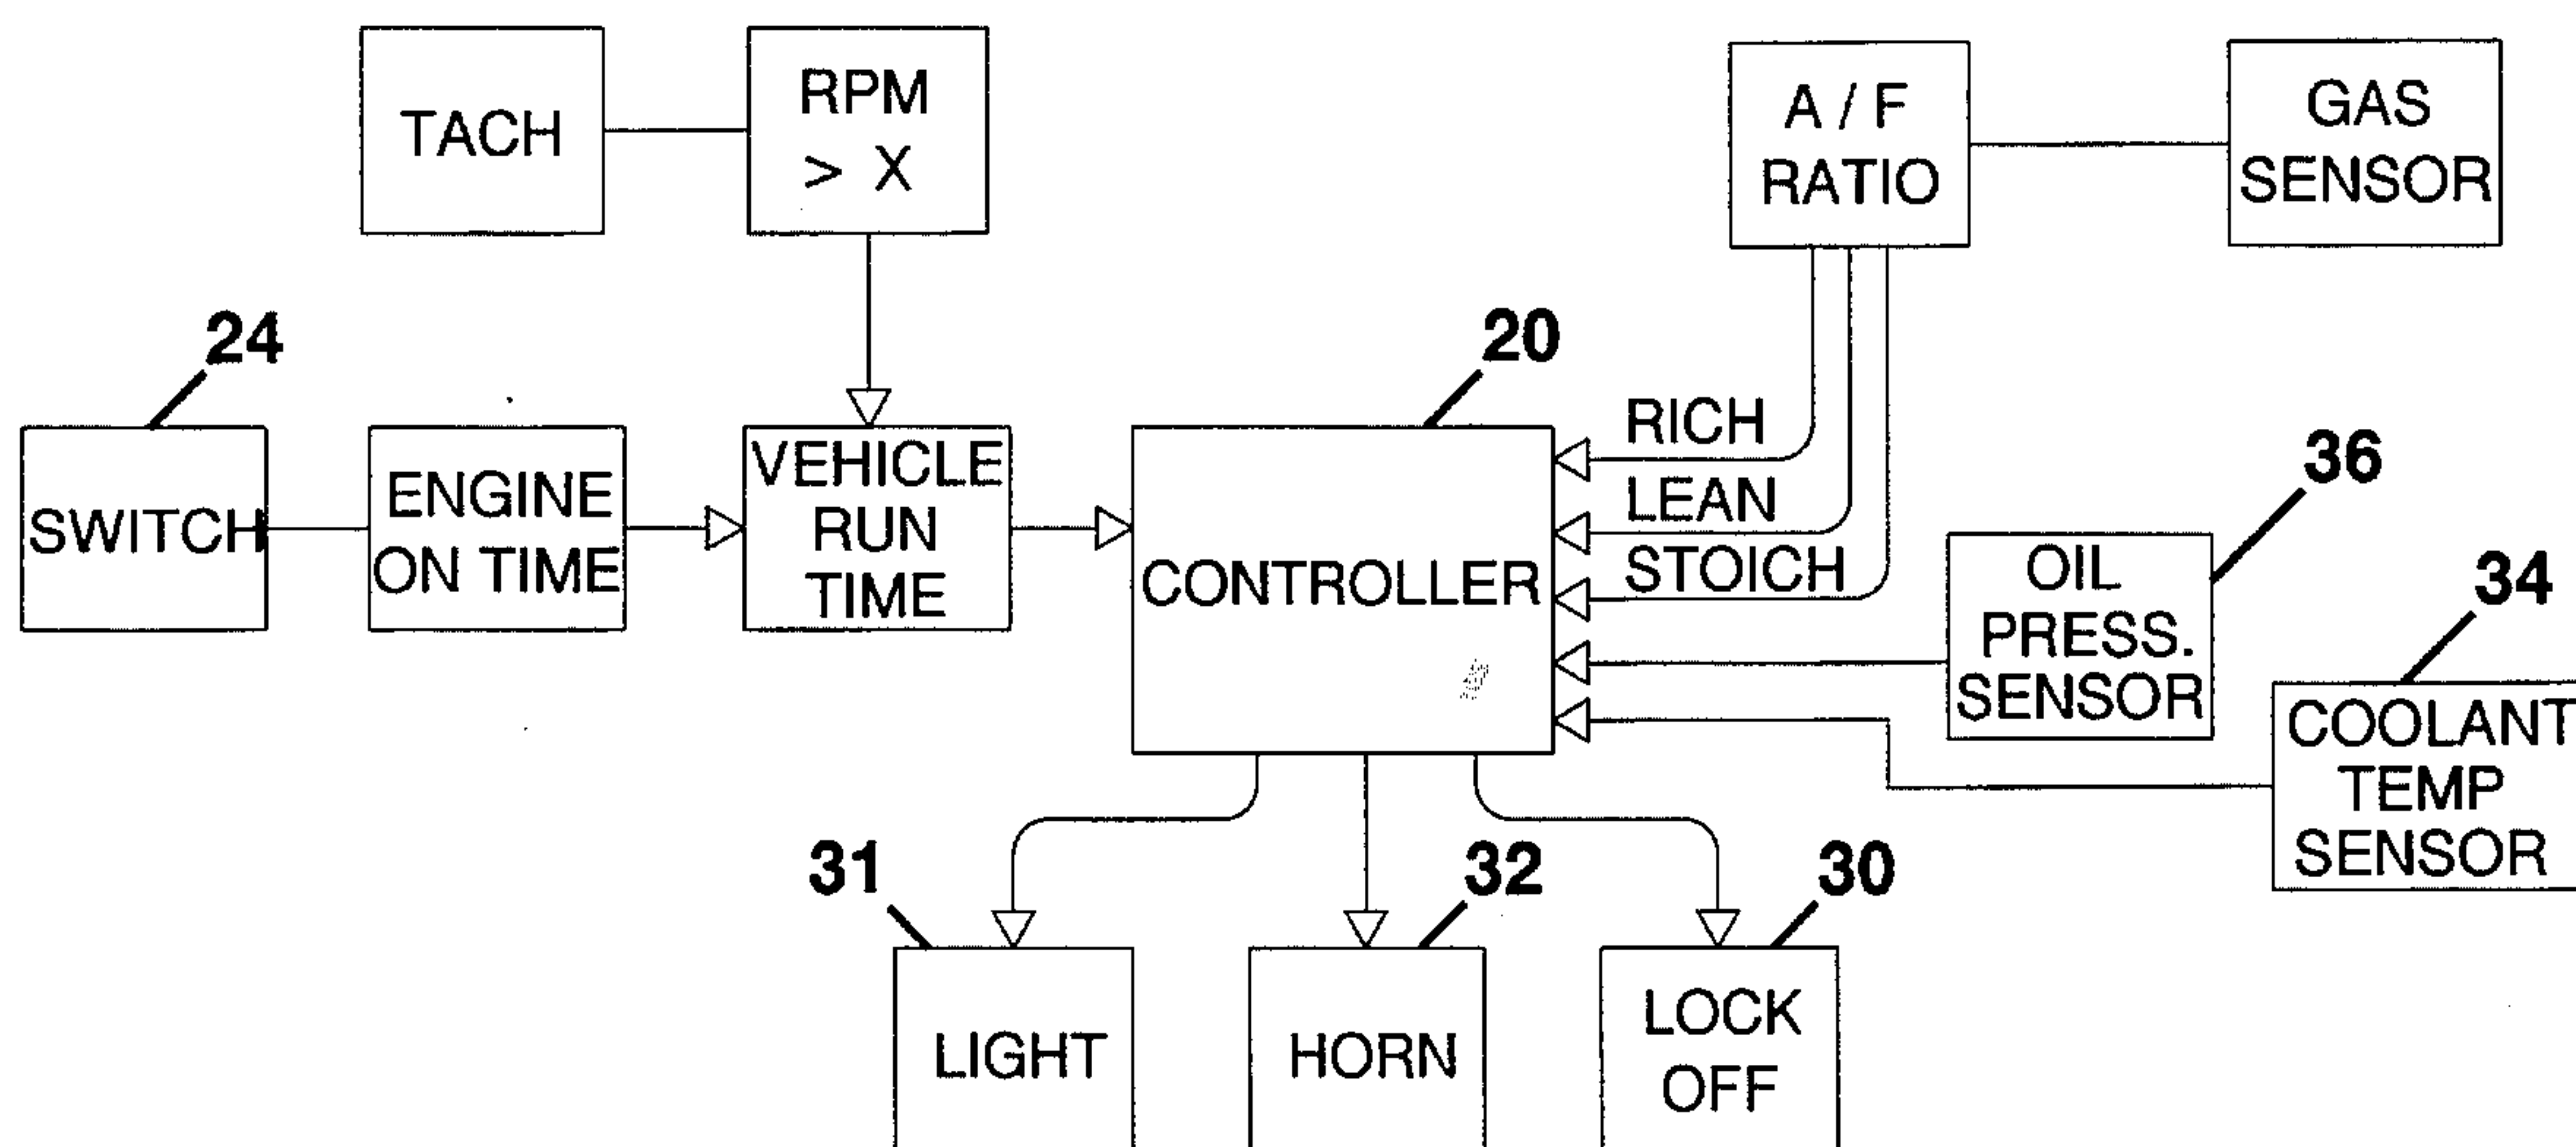 TACH
RPM
> X
A / F
RATIO
GAS
SENSOR
24
20
SWITCH
ENGINE
ON TIME
VEHICLE
RUN
TIME
CONTROLLER
RICH
LEAN
STOICH
36
OIL
PRESS.
SENSOR
34
COOLANT
TEMP
SENSOR
31
32
30
LIGHT
HORN
LOCK
OFF